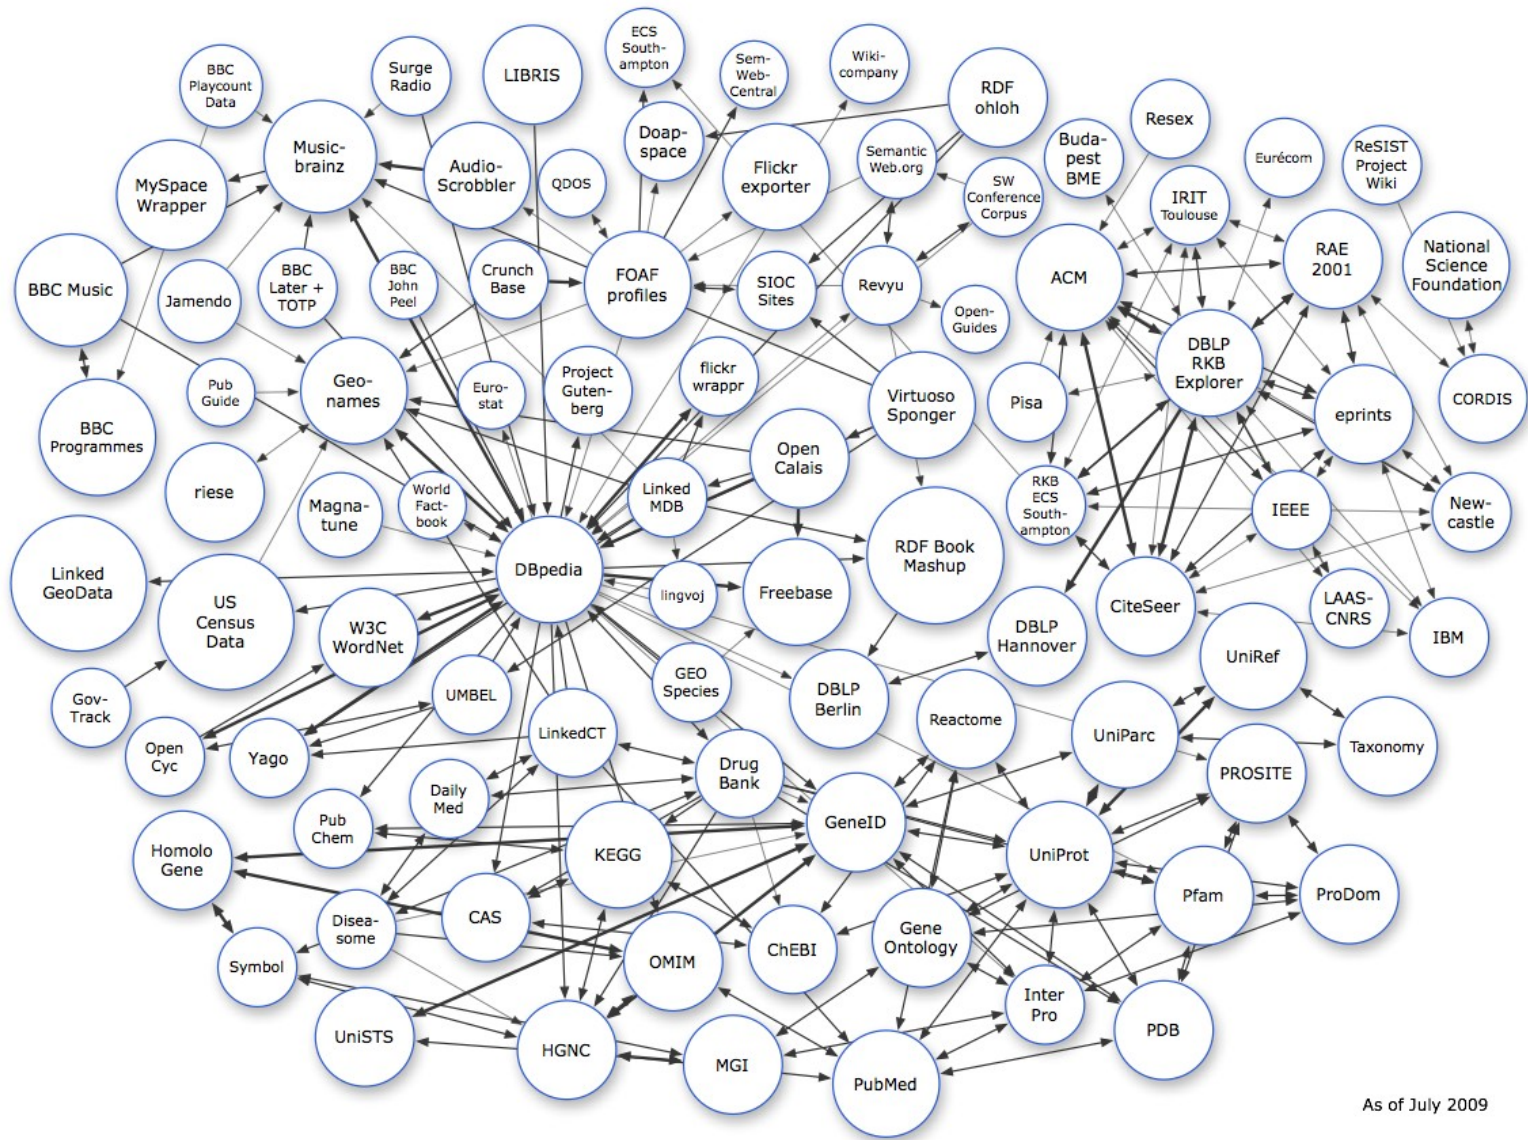 ECS
South-
ampton
Wiki-
company
Sem-
Web-
Central
BBC
Playcount
Data
Surge
Radio
LIBRIS
RDF
ohloh
Resex
Music-
brainz
Audio-
Scrobbler
Doap-
space
Flickr
exporter
Semantic
Web.org
Buda-
pest
BME
Eurécom
ReSIST
Project
Wiki
MySpace
Wrapper
QDOS
SW
Conference
Corpus
IRIT
Toulouse
BBC Music
Jamendo
BBC
Later +
TOTP
BBC
John
Peel
Crunch
Base
FOAF
profiles
SIOC
Sites
Revyu
Open-
Guides
ACM
RAE
2001
National
Science
Foundation
Pub
Guide
Geo-
names
Euro-
stat
Project
Guten-
berg
flickr
wrappr
Virtuoso
Sponger
Pisa
DBLP
RKB
Explorer
eprints
CORDIS
BBC
Programmes
riese
Magna-
tune
World
Fact-
book
Linked
MDB
Open
Calais
RKB
ECS
South-
ampton
IEEE
New-
castle
Linked
GeoData
US
Census
Data
W3C
WordNet
DBpedia
lingvoj
Freebase
RDF Book
Mashup
DBLP
Hannover
CiteSeer
LAAS-
CNRS
IBM
Gov-
Track
Open
Cyc
Yago
UMBEL
LinkedCT
GEO
Species
DBLP
Berlin
Reactome
UniParc
UniRef
Taxonomy
PROSITE
Homolo
Gene
Pub
Chem
Daily
Med
Drug
Bank
KEGG
GeneID
UniProt
Pfam
ProDom
Symbol
Disea-
some
CAS
OMIM
ChEBI
Gene
Ontology
Inter
Pro
PDB
UniSTS
HGNC
MGI
PubMed
As of July 2009